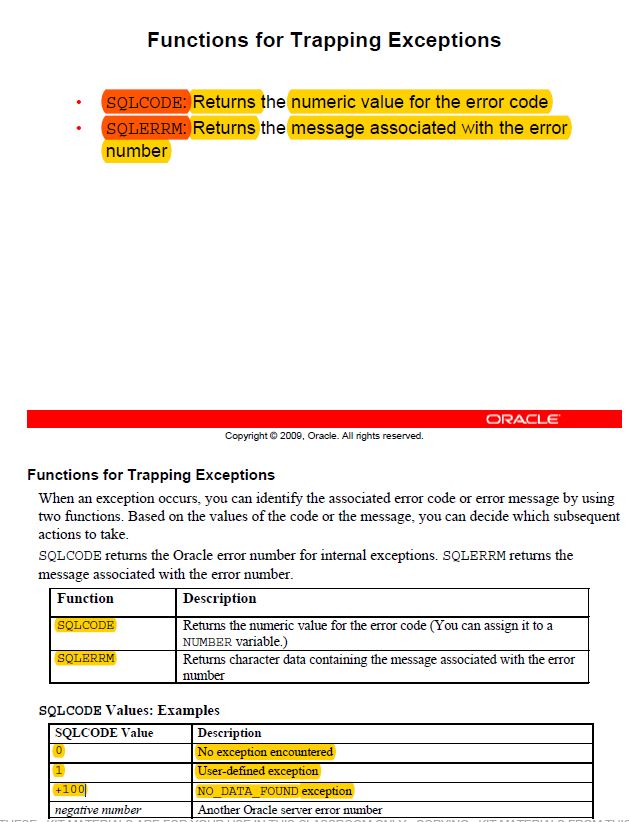 Functions for Trapping Exceptions
• SQLCODE: Returns the numeric value for the error code
• SQLERRM: Returns the message associated with the error
number
ORACLE
Copyright © 2009, Oracle. All rights reserved.
Functions for Trapping Exceptions
When an exception occurs, you can identify the associated error code or error message by using
two functions. Based on the values of the code or the message, you can decide which subsequent
actions to take.
SQLCODE returns the Oracle error number for internal exceptions. SQLERRM returns the
message associated with the error number.
Function Description
SQLCODE Returns the numeric value for the error code (You can assign it to a
NUMBER variable.)
SQLERRM Returns character data containing the message associated with the error
number
SQLCODE Values: Examples
SQLCODE Value Description
0 No exception encountered
1 User-defined exception
+100 NO_DATA_FOUND exception
negative number Another Oracle server error number